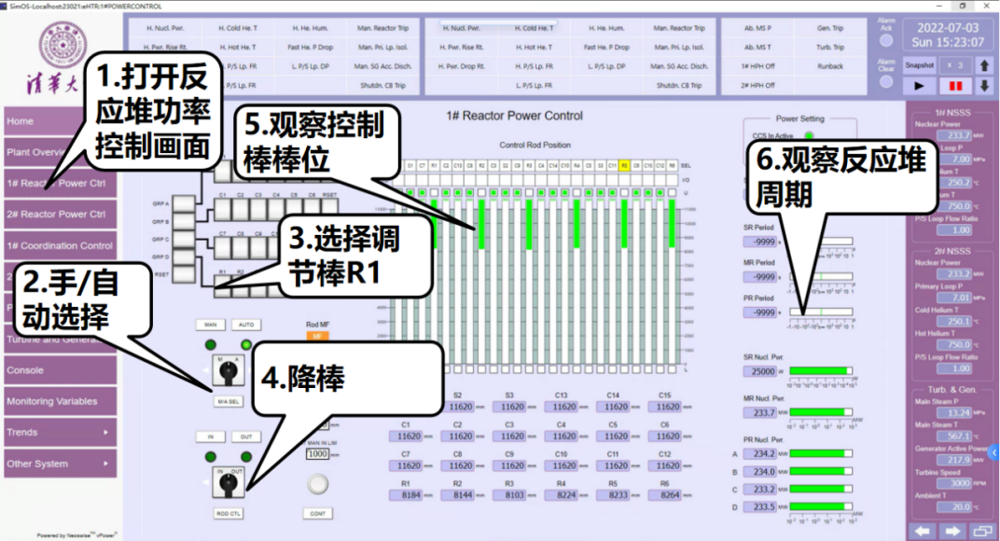 SimOS-Localhost:23021:eHTR:1#POWERCONTROL
H. Nucl. Pwr.
H. Cold He. T
H. He. Hum.
Man. Reactor Trip
H. Nucl. Pwr.
H. Cold He. T
H. He. Hum.
Man. Reactor Trip
Ab. MS P
Gen. Trip
H. Pwr. Rise Rt.
H. Hot He. T
Fast He. P Drop
Man. Pri. Lp. Isol.
H. Pwr. Rise Rt.
H. Hot He. T
Fast He. P Drop
Man. Pri. Lp. Isol.
Ab. MS T
Turb. Trip
P/S Lp. FR
L. P/S Lp. DP
Man. SG Acc. Disch.
H. Pwr. Drop Rt.
H. P/S Lp. FR
L. P/S Lp. DP
Man. SG Acc. Disch.
1# HPH Off
Runback
P/S Lp. FR
Shutdn. CB Trip
L. P/S Lp. FR
Shutdn. CB Trip
2# HPH Off
Alarm Ack
Alarm Clear
2022-07-03
Sun 15:23:07
Snapshot
x 3
清华大
Home
Plant Overvie
1# Reactor Power Ctrl
2# Reactor Power Ctrl
1# Coordination Control
Turbine and Genera
Console
Monitoring Variables
Trends
Other System
Powered by Neoswise™ vPower®
1.打开反
应堆功率
控制画面
2.手/自
动选择
3.选择调
节棒R1
4.降棒
5.观察控制
棒棒位
6.观察反应堆
周期
1# Reactor Power Control
Control Rod Position
S1 C7 R1 C2 C13 C8 R2 C3 S2 C9 R3 C4 C14 C10 R4 C5 S3 C11 R5 C6 C15 C12 R6 SEL
I/O
U
L
GRP A
GRP B
GRP C
GRP D
RSET
C1 C2 C3 C4 C5 C6 RSET
C7 C8 C9
R1 R2
MAN
AUTO
Rod MF
MF
M A
M/A SEL
IN
OUT
IN OUT
ROD CTL
MAN IN LIM
1000 mm
CONT
S2 S3 C13 C14 C15
11620 mm 11620 mm 11620 mm 11620 mm 11620 mm
C1 C2 C3 C4 C5 C6
11620 mm 11620 mm 11620 mm 11620 mm 11620 mm 11620 mm
C7 C8 C9 C10 C11 C12
11620 mm 11620 mm 11620 mm 11620 mm 11620 mm 11620 mm
R1 R2 R3 R4 R5 R6
8184 mm 8144 mm 8103 mm 8224 mm 8233 mm 8264 mm
Power Setting
CCS In Active
SR Period
-9999 s
MR Period
-9999 s
PR Period
-9999 s
SR Nucl. Pwr.
25000 W
MR Nucl. Pwr.
233.7 MW
PR Nucl. Pwr.
A 234.2 MW
B 234.0 MW
C 233.2 MW
D 233.5 MW
1# NSSS
Nuclear Power
233.7 MW
Loop P
7.00 MPa
lium T
250.2 ℃
um T
750.0 ℃
P/S Loop Flow Ratio
1.00
2# NSSS
Nuclear Power
233.2 MW
Primary Loop P
7.01 MPa
Cold Helium T
250.1 ℃
Hot Helium T
750.0 ℃
P/S Loop Flow Ratio
1.00
Turb. & Gen.
Main Steam P
13.24 MPa
Main Steam T
567.1 ℃
Generator Active Power
217.9 MW
Turbine Speed
3000 RPM
Ambient T
20.0 ℃